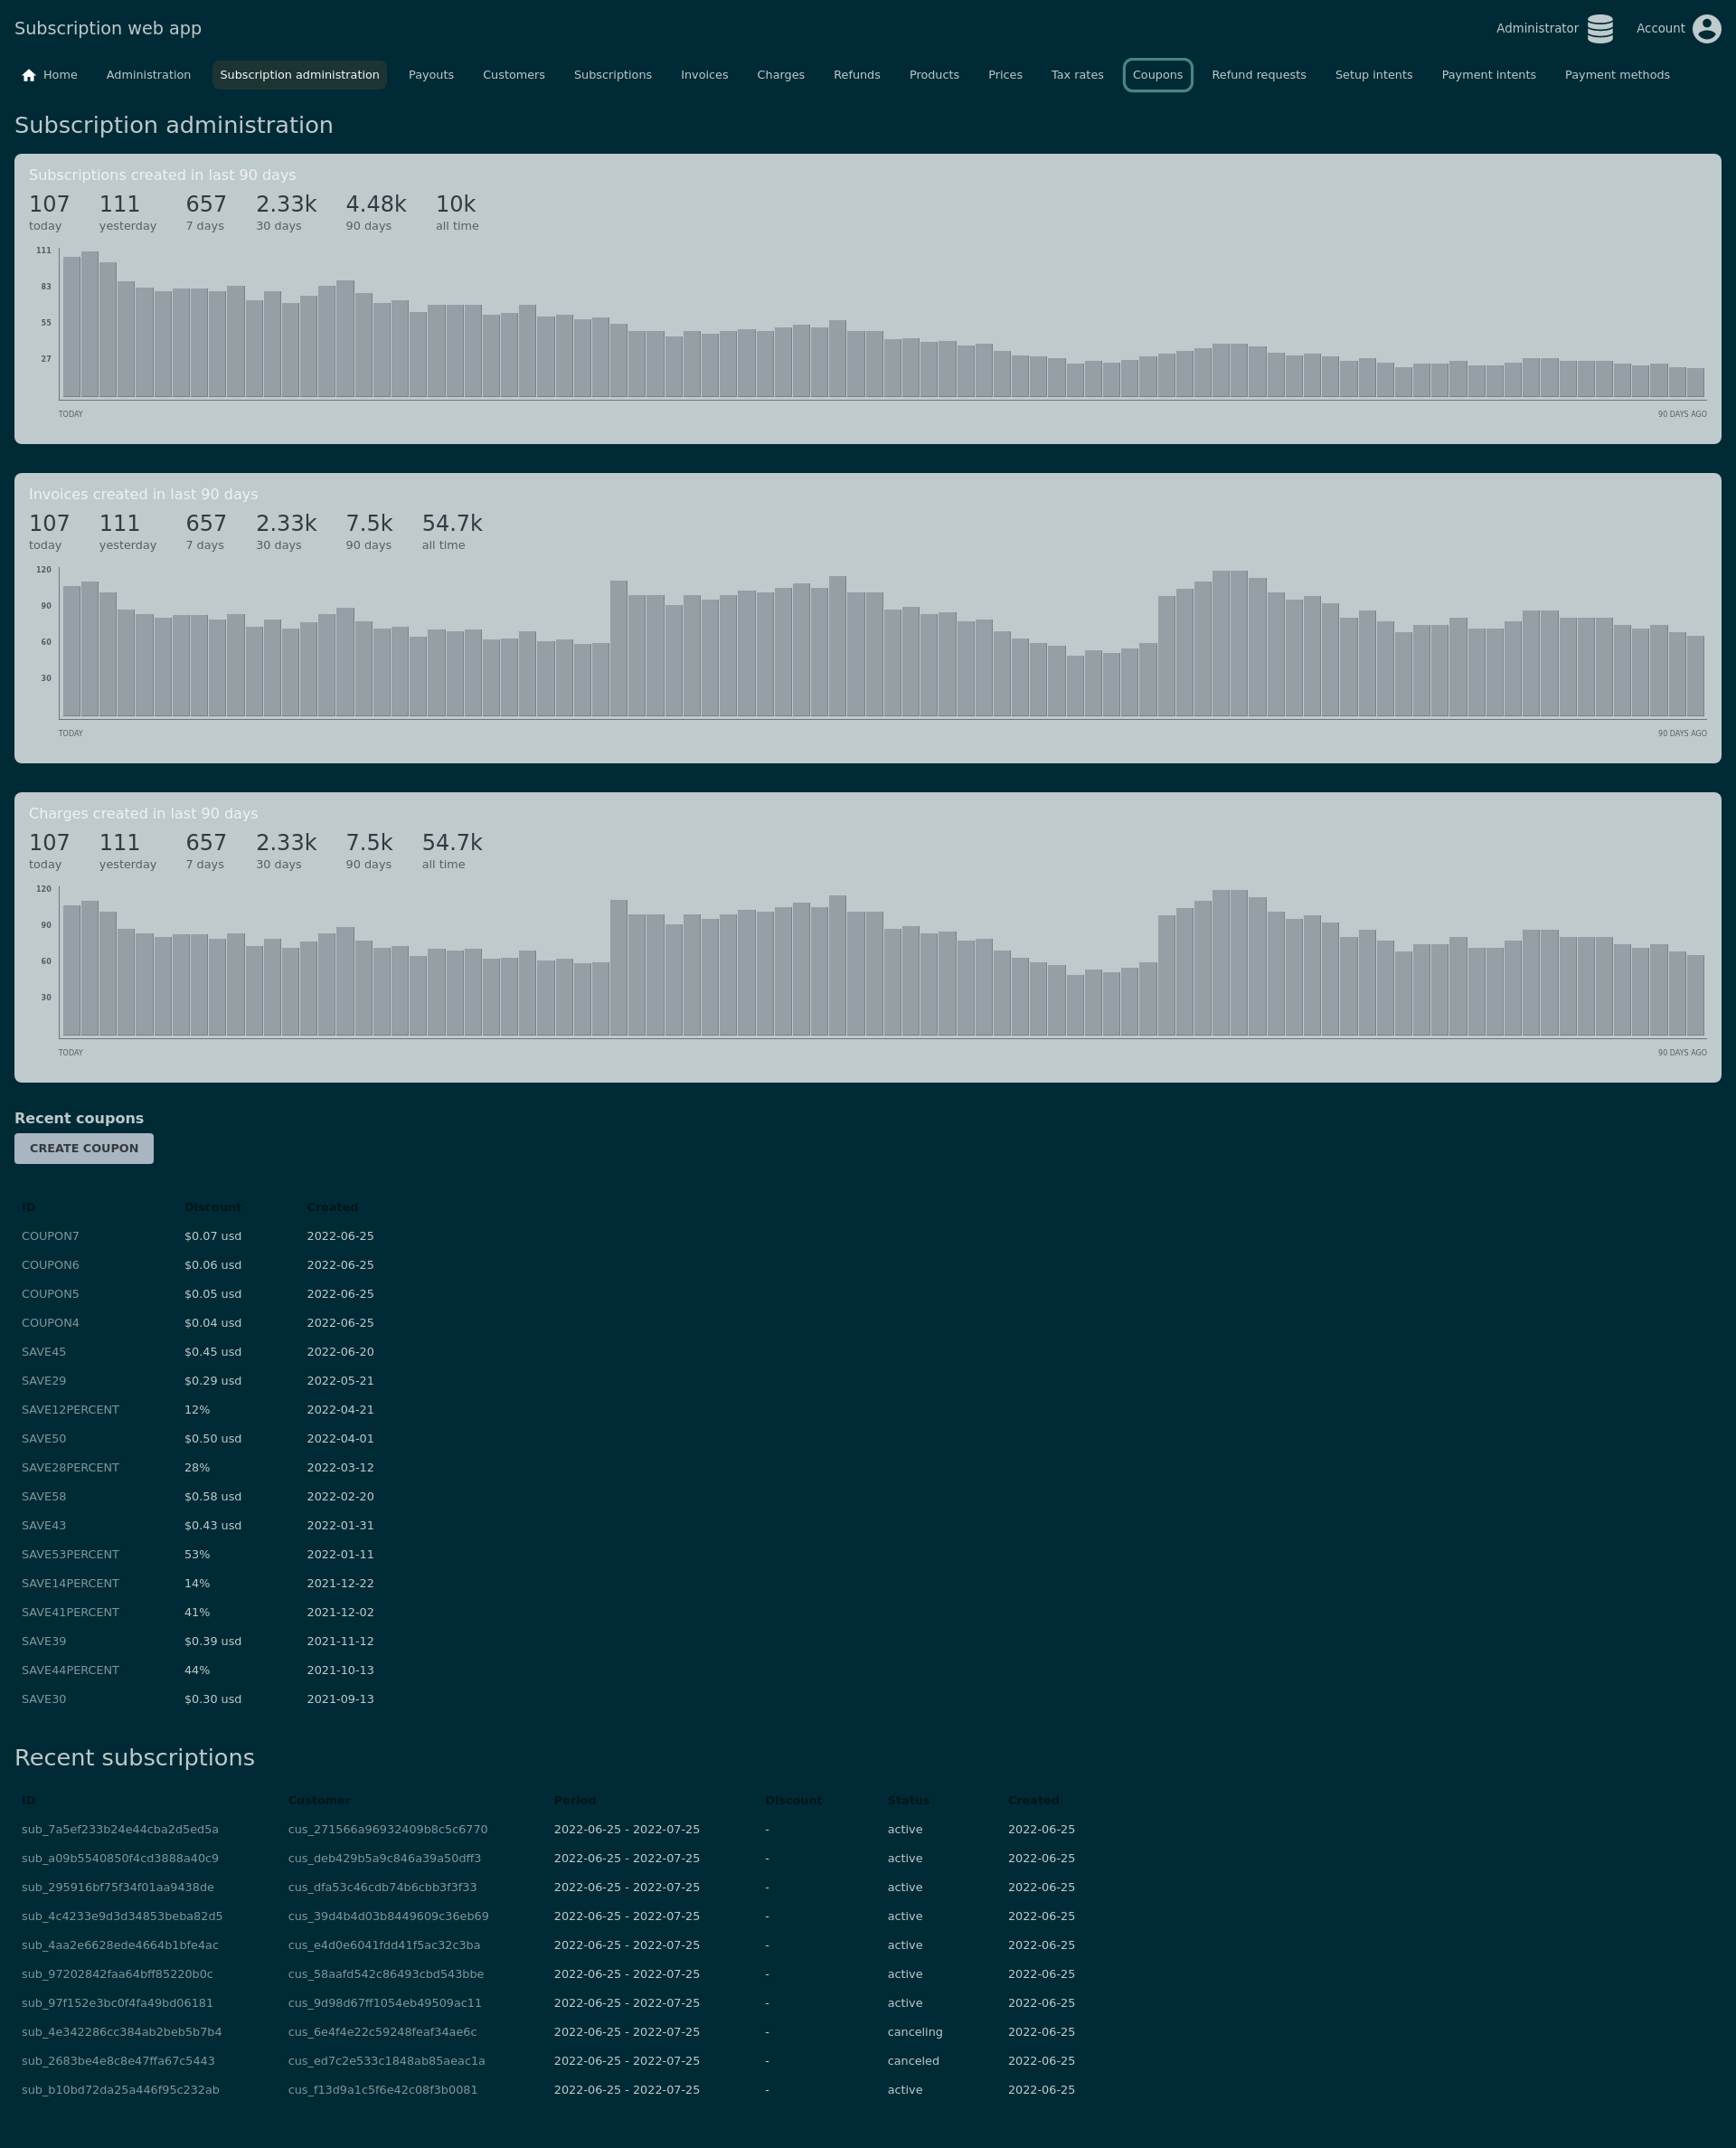 Subscription web app
Administrator Account
Home Administration Subscription administration Payouts Customers Subscriptions Invoices Charges Refunds Products Prices Tax rates Coupons Refund requests Setup intents Payment intents Payment methods
Subscription administration
Subscriptions created in last 90 days
107 111 657 2.33k 4.48k 10k
today yesterday 7 days 30 days 90 days all time
111
83
55
27
TODAY 90 DAYS AGO
Invoices created in last 90 days
107 111 657 2.33k 7.5k 54.7k
today yesterday 7 days 30 days 90 days all time
120
90
60
30
TODAY 90 DAYS AGO
Charges created in last 90 days
107 111 657 2.33k 7.5k 54.7k
today yesterday 7 days 30 days 90 days all time
120
90
60
30
TODAY 90 DAYS AGO
Recent coupons
CREATE COUPON
ID Discount Created
COUPON7 $0.07 usd 2022-06-25
COUPON6 $0.06 usd 2022-06-25
COUPON5 $0.05 usd 2022-06-25
COUPON4 $0.04 usd 2022-06-25
SAVE45 $0.45 usd 2022-06-20
SAVE29 $0.29 usd 2022-05-21
SAVE12PERCENT 12% 2022-04-21
SAVE50 $0.50 usd 2022-04-01
SAVE28PERCENT 28% 2022-03-12
SAVE58 $0.58 usd 2022-02-20
SAVE43 $0.43 usd 2022-01-31
SAVE53PERCENT 53% 2022-01-11
SAVE14PERCENT 14% 2021-12-22
SAVE41PERCENT 41% 2021-12-02
SAVE39 $0.39 usd 2021-11-12
SAVE44PERCENT 44% 2021-10-13
SAVE30 $0.30 usd 2021-09-13
Recent subscriptions
ID Customer Period Discount Status Created
sub_7a5ef233b24e44cba2d5ed5a cus_271566a96932409b8c5c6770 2022-06-25 - 2022-07-25 - active 2022-06-25
sub_a09b5540850f4cd3888a40c9 cus_deb429b5a9c846a39a50dff3 2022-06-25 - 2022-07-25 - active 2022-06-25
sub_295916bf75f34f01aa9438de cus_dfa53c46cdb74b6cbb3f3f33 2022-06-25 - 2022-07-25 - active 2022-06-25
sub_4c4233e9d3d34853beba82d5 cus_39d4b4d03b8449609c36eb69 2022-06-25 - 2022-07-25 - active 2022-06-25
sub_4aa2e6628ede4664b1bfe4ac cus_e4d0e6041fdd41f5ac32c3ba 2022-06-25 - 2022-07-25 - active 2022-06-25
sub_97202842faa64bff85220b0c cus_58aafd542c86493cbd543bbe 2022-06-25 - 2022-07-25 - active 2022-06-25
sub_97f152e3bc0f4fa49bd06181 cus_9d98d67ff1054eb49509ac11 2022-06-25 - 2022-07-25 - active 2022-06-25
sub_4e342286cc384ab2beb5b7b4 cus_6e4f4e22c59248feaf34ae6c 2022-06-25 - 2022-07-25 - canceling 2022-06-25
sub_2683be4e8c8e47ffa67c5443 cus_ed7c2e533c1848ab85aeac1a 2022-06-25 - 2022-07-25 - canceled 2022-06-25
sub_b10bd72da25a446f95c232ab cus_f13d9a1c5f6e42c08f3b0081 2022-06-25 - 2022-07-25 - active 2022-06-25